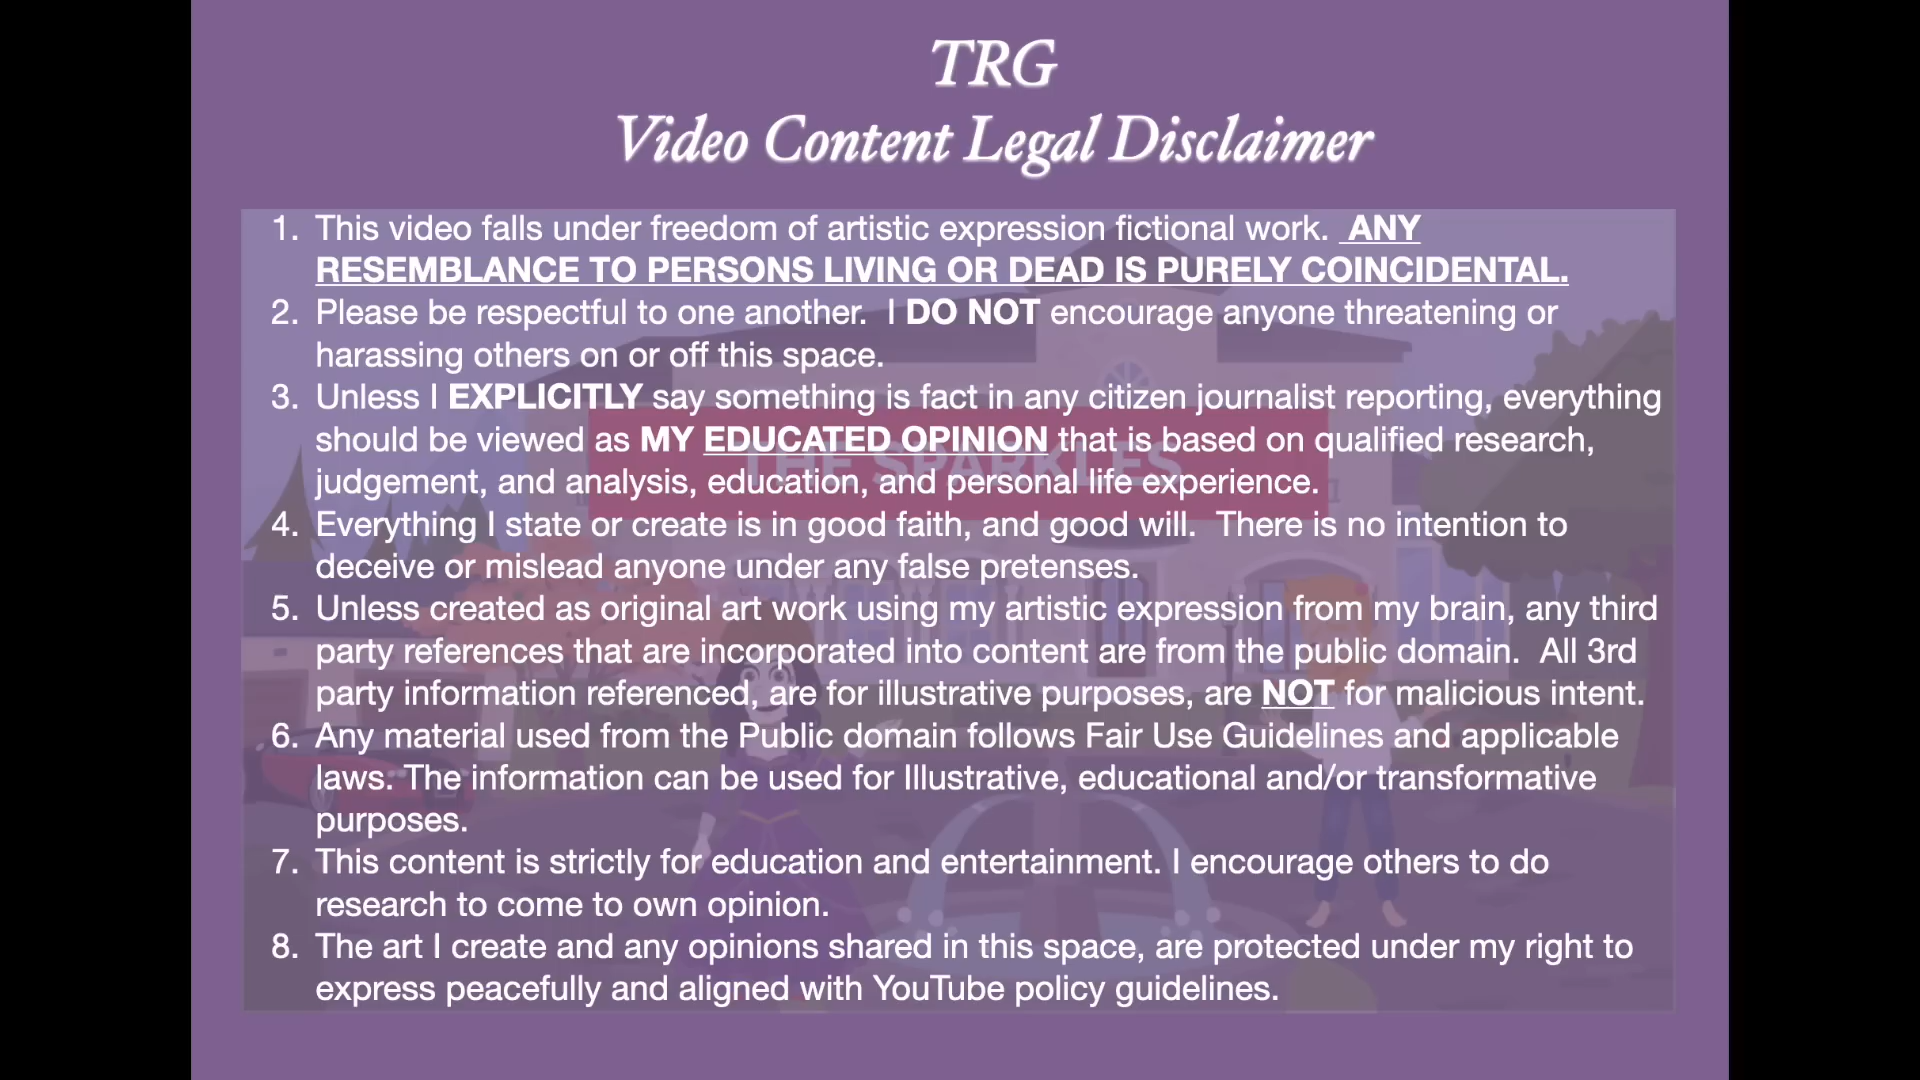 TRG
Video Content Legal Disclaimer
1. This video falls under freedom of artistic expression fictional work. ANY
RESEMBLANCE TO PERSONS LIVING OR DEAD IS PURELY COINCIDENTAL.
2. Please be respectful to one another. I DO NOT encourage anyone threatening or
harassing others on or off this space.
3. Unless I EXPLICITLY say something is fact in any citizen journalist reporting, everything
should be viewed as MY EDUCATED OPINION that is based on qualified research,
THE SPARKLES
judgement, and analysis, education, and personal life experience.
4. Everything I state or create is in good faith, and good will. There is no intention to
deceive or mislead anyone under any false pretenses.
5. Unless created as original art work using my artistic expression from my brain, any third
party references that are incorporated into content are from the public domain. All 3rd
party information referenced, are for illustrative purposes, are NOT for malicious intent.
6. Any material used from the Public domain follows Fair Use Guidelines and applicable
laws. The information can be used for Illustrative, educational and/or transformative
purposes.
7. This content is strictly for education and entertainment. I encourage others to do
research to come to own opinion.
8. The art I create and any opinions shared in this space, are protected under my right to
express peacefully and aligned with YouTube policy guidelines.